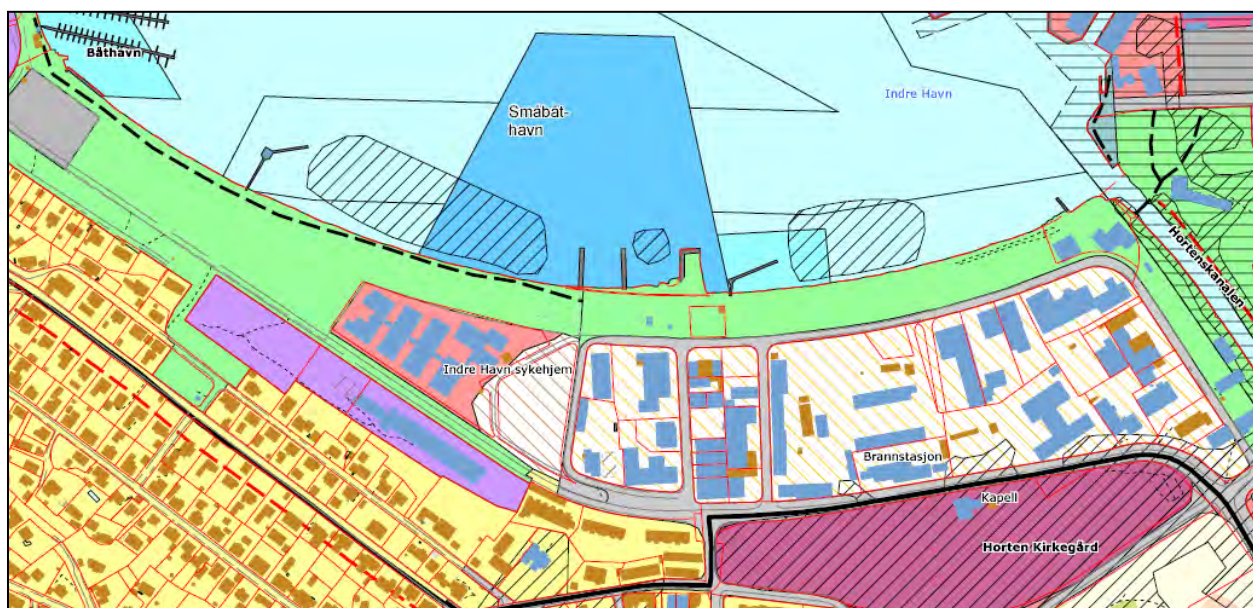 Båthavn
Småbåt-
havn
Indre Havn
Hortenskanalen
Indre Havn sykehjem
Brannstasjon
Kapell
Horten Kirkegård